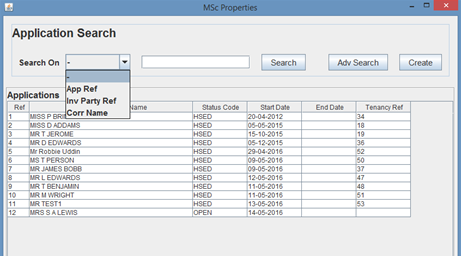 MSc Properties
Application Search
Search On - Search Adv Search Create
-
App Ref
Inv Party Ref
Corr Name
Applications
Ref Name Status Code Start Date End Date Tenancy Ref
1 MISS P HSED 20-04-2012 34
2 MISS D ADDAMS HSED 05-05-2015 18
3 MR T JEROME HSED 15-10-2015 19
4 MR D EDWARDS HSED 05-12-2015 36
5 Mr Robbie Uddin HSED 29-04-2016 52
6 MS T PERSON HSED 09-05-2016 50
7 MR JAMES BOBB HSED 09-05-2016 37
8 MR L EDWARDS HSED 12-05-2016 47
9 MR T BENJAMIN HSED 11-05-2016 48
10 MR M WRIGHT HSED 11-05-2016 51
11 MR TEST1 HSED 13-05-2016 53
12 MRS S A LEWIS OPEN 14-05-2016